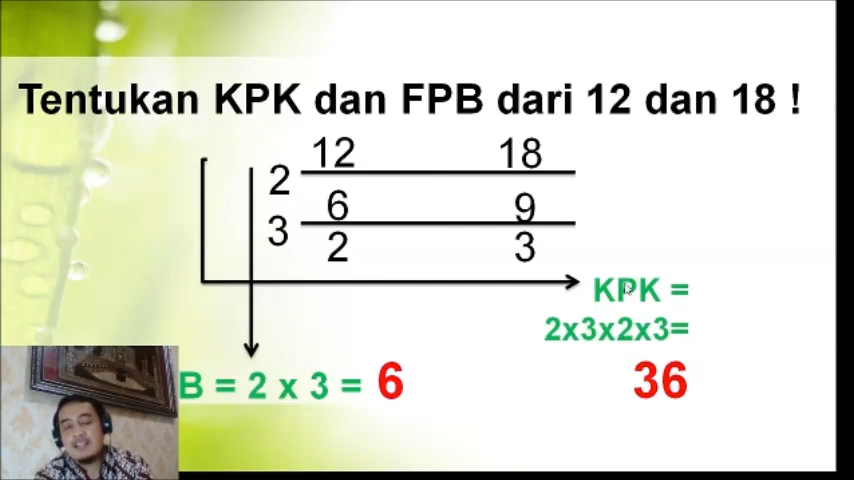 Tentukan KPK dan FPB dari 12 dan 18 !
12 18
2
6 9
3
2 3
KPK =
2x3x2x3=
B = 2 x 3 = 6
36